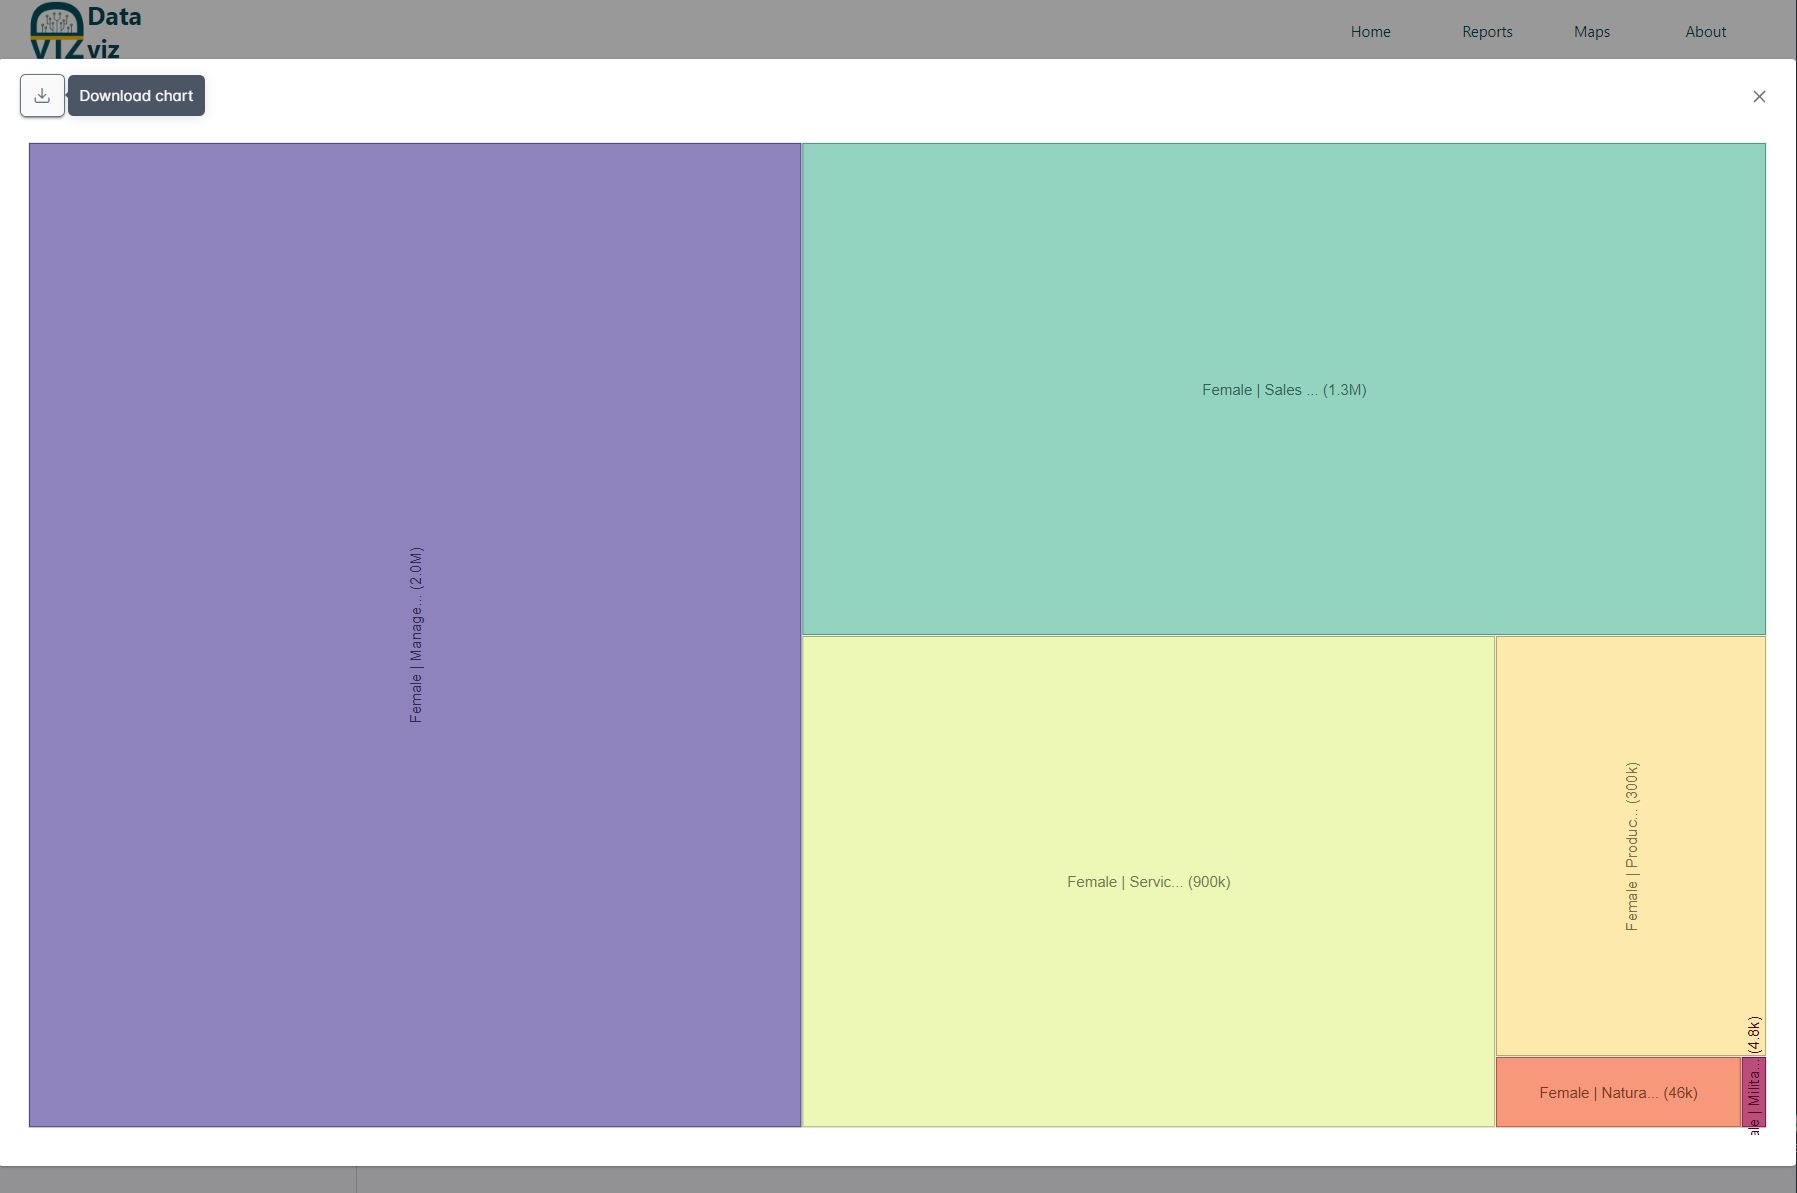 Data
VIZ viz
Home Reports Maps About
Download chart
Female | Manage... (2.0M)
Female | Sales ... (1.3M)
Female | Servic... (900k)
Female | Produc... (300k)
Female | Natura... (46k)
ale | Milita... (4.8k)